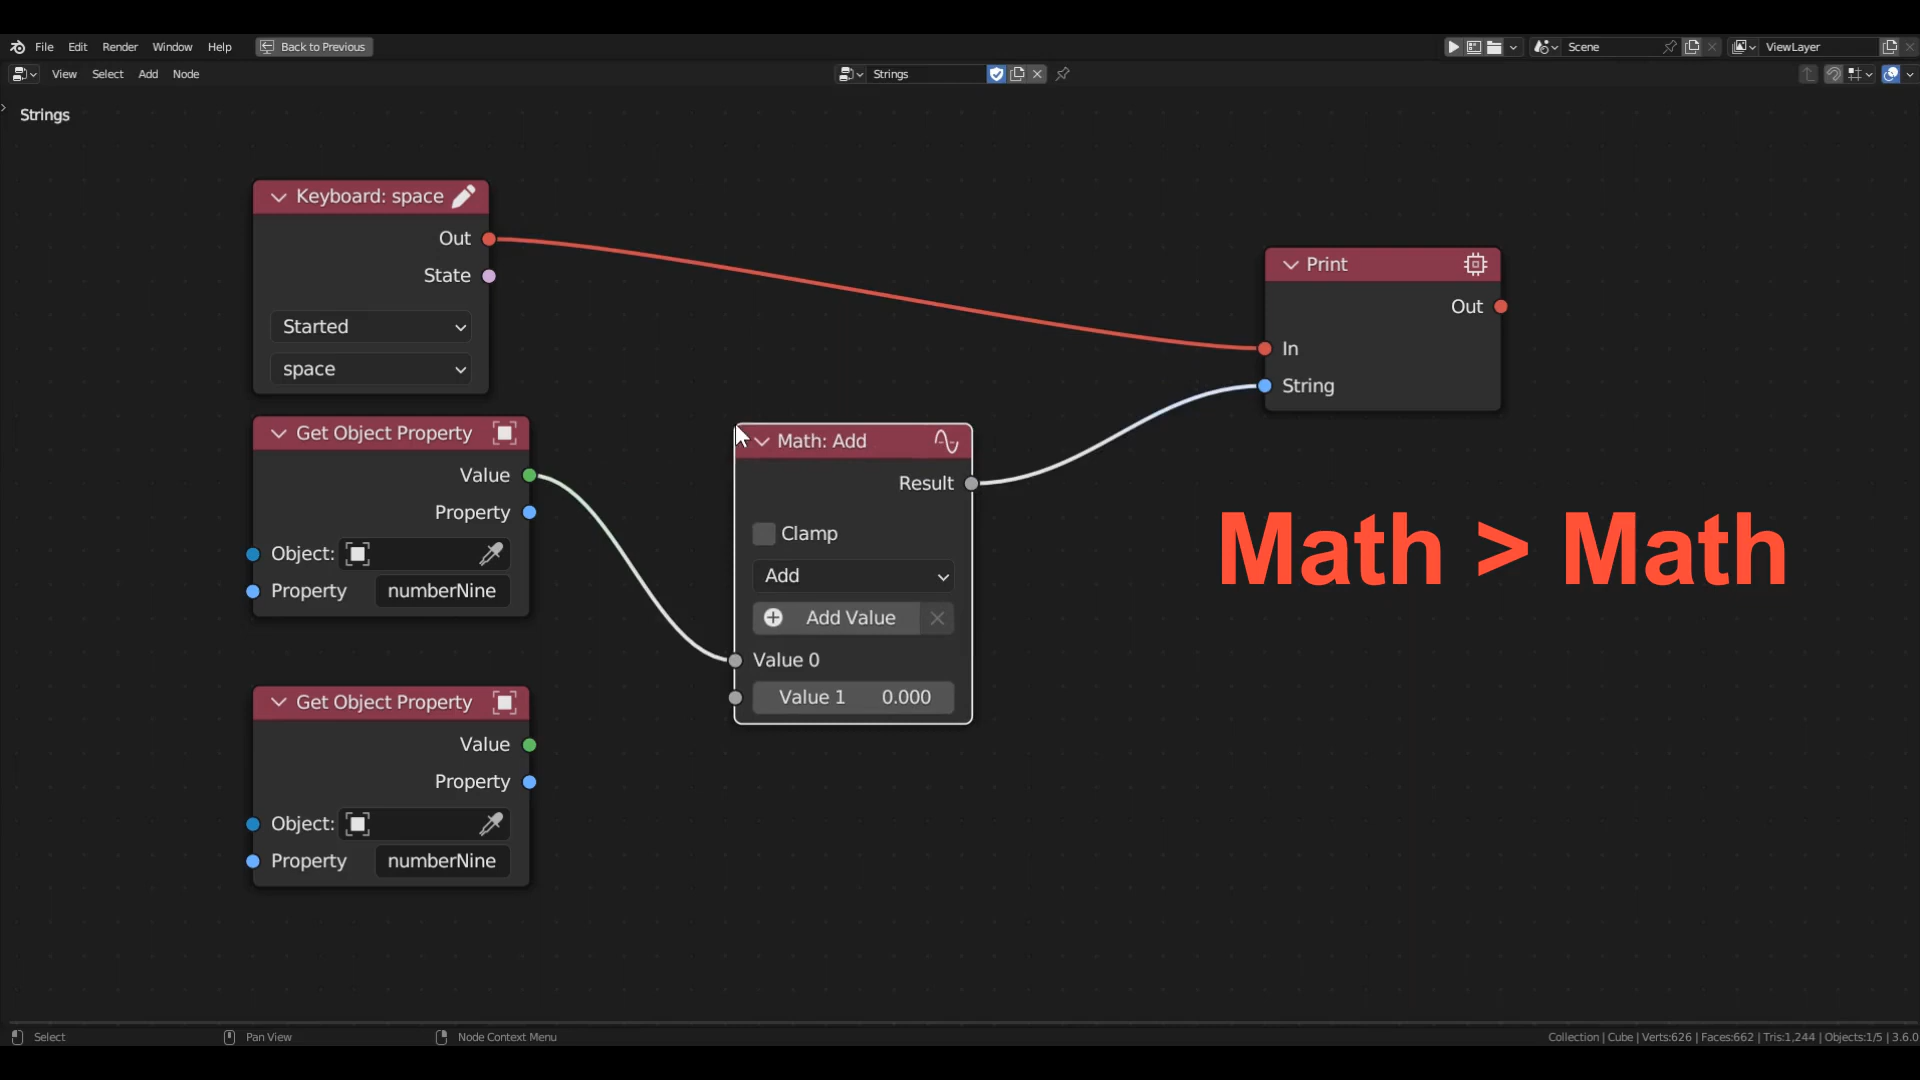 File Edit Render Window Help Back to Previous Scene ViewLayer
View Select Add Node Strings
Strings
Keyboard: space
Out
State
Started
space
Get Object Property
Value
Property
Object:
Property numberNine
Get Object Property
Value
Property
Object:
Property numberNine
Math: Add
Result
Clamp
Add
Add Value
Value 0
Value 1 0.000
Print
Out
In
String
Math > Math
Select Pan View Node Context Menu Collection | Cube | Verts:626 | Faces:662 | Tris:1,244 | Objects:1/5 | 3.6.0